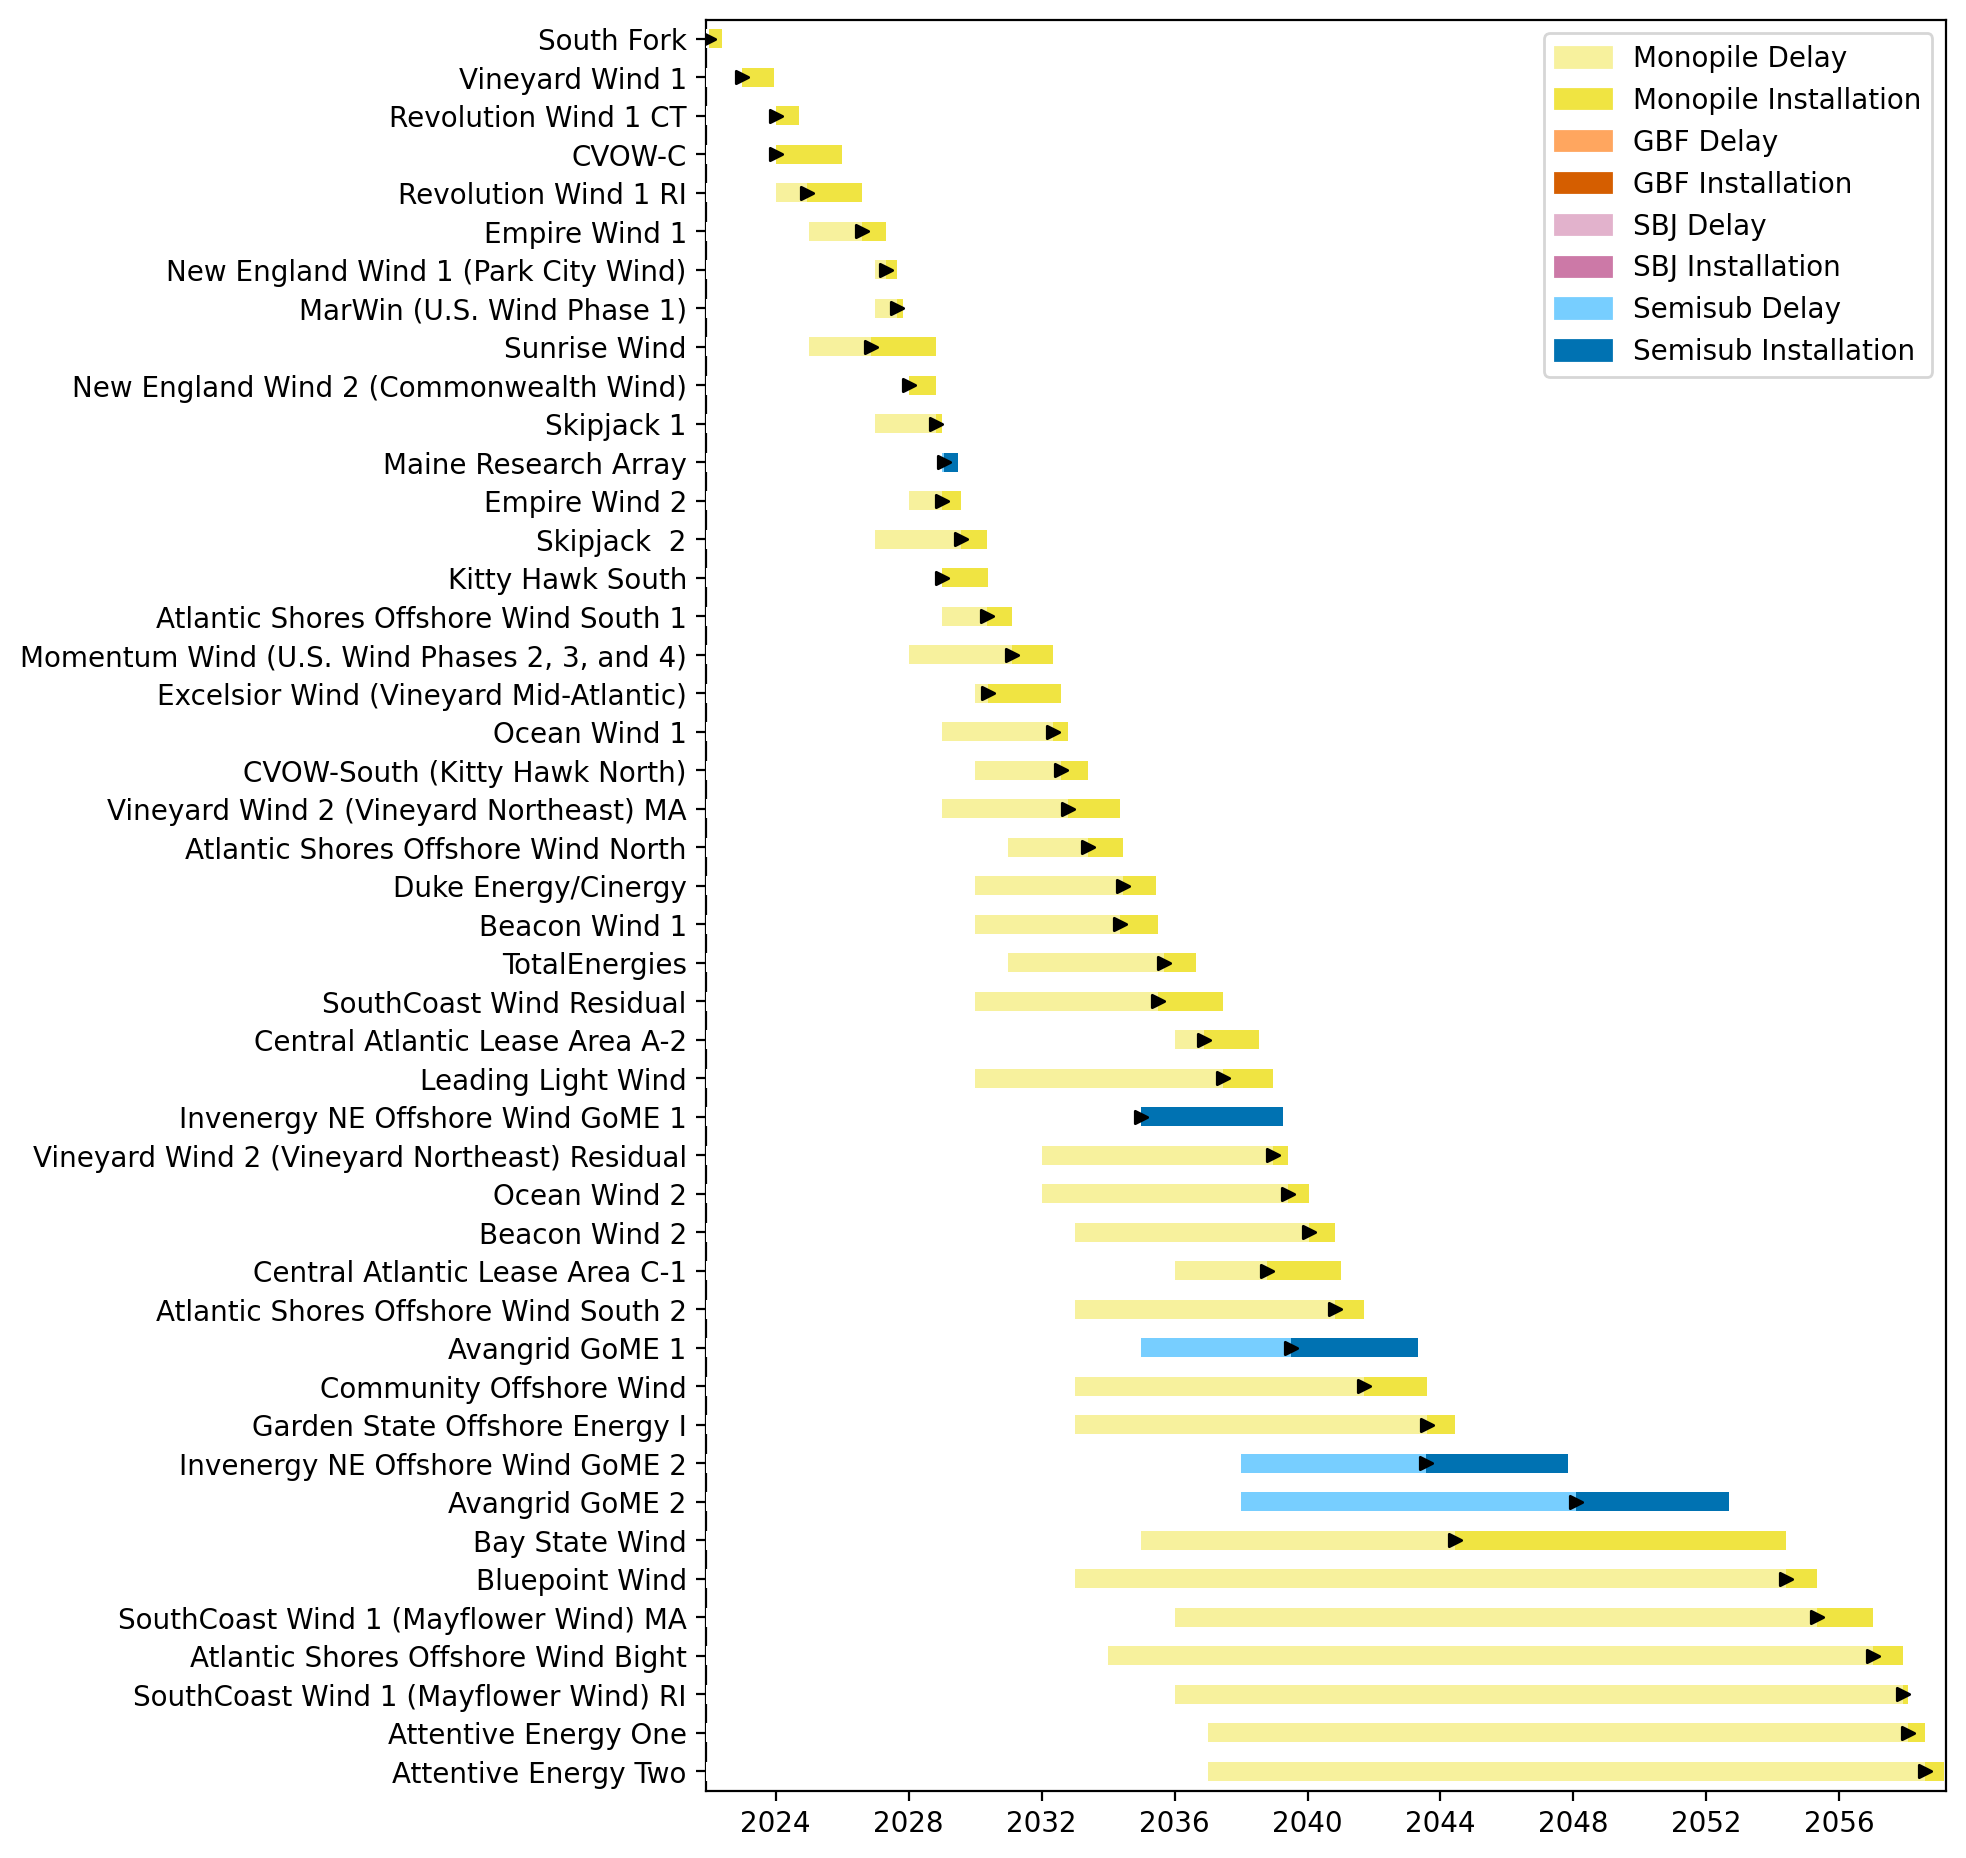 South Fork
Vineyard Wind 1
Revolution Wind 1 CT
CVOW-C
Revolution Wind 1 RI
Empire Wind 1
New England Wind 1 (Park City Wind)
MarWin (U.S. Wind Phase 1)
Sunrise Wind
New England Wind 2 (Commonwealth Wind)
Skipjack 1
Maine Research Array
Empire Wind 2
Skipjack  2
Kitty Hawk South
Atlantic Shores Offshore Wind South 1
Momentum Wind (U.S. Wind Phases 2, 3, and 4)
Excelsior Wind (Vineyard Mid-Atlantic)
Ocean Wind 1
CVOW-South (Kitty Hawk North)
Vineyard Wind 2 (Vineyard Northeast) MA
Atlantic Shores Offshore Wind North
Duke Energy/Cinergy
Beacon Wind 1
TotalEnergies
SouthCoast Wind Residual
Central Atlantic Lease Area A-2
Leading Light Wind
Invenergy NE Offshore Wind GoME 1
Vineyard Wind 2 (Vineyard Northeast) Residual
Ocean Wind 2
Beacon Wind 2
Central Atlantic Lease Area C-1
Atlantic Shores Offshore Wind South 2
Avangrid GoME 1
Community Offshore Wind
Garden State Offshore Energy I
Invenergy NE Offshore Wind GoME 2
Avangrid GoME 2
Bay State Wind
Bluepoint Wind
SouthCoast Wind 1 (Mayflower Wind) MA
Atlantic Shores Offshore Wind Bight
SouthCoast Wind 1 (Mayflower Wind) RI
Attentive Energy One
Attentive Energy Two
Monopile Delay
Monopile Installation
GBF Delay
GBF Installation
SBJ Delay
SBJ Installation
Semisub Delay
Semisub Installation
2024 2028 2032 2036 2040 2044 2048 2052 2056